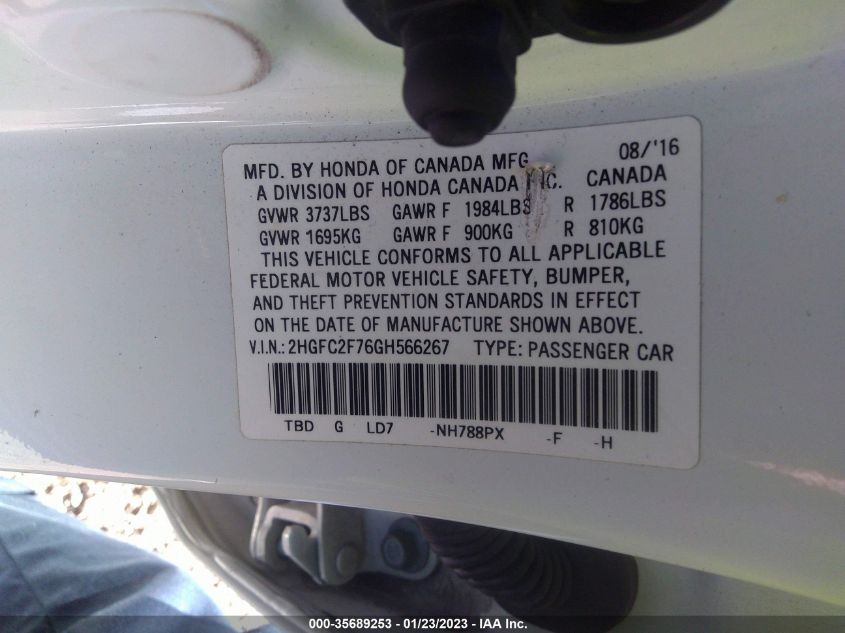 08/'16
MFD. BY HONDA OF CANADA MFG.
A DIVISION OF HONDA CANADA INC. CANADA
GVWR 3737LBS GAWR F 1984LBS R 1786LBS
GVWR 1695KG GAWR F 900KG R 810KG
THIS VEHICLE CONFORMS TO ALL APPLICABLE
FEDERAL MOTOR VEHICLE SAFETY, BUMPER,
AND THEFT PREVENTION STANDARDS IN EFFECT
ON THE DATE OF MANUFACTURE SHOWN ABOVE.
V.I.N.: 2HGFC2F76GH566267 TYPE: PASSENGER CAR
TBD G LD7 -NH788PX -F -H
000-35689253 - 01/23/2023 - IAA Inc.